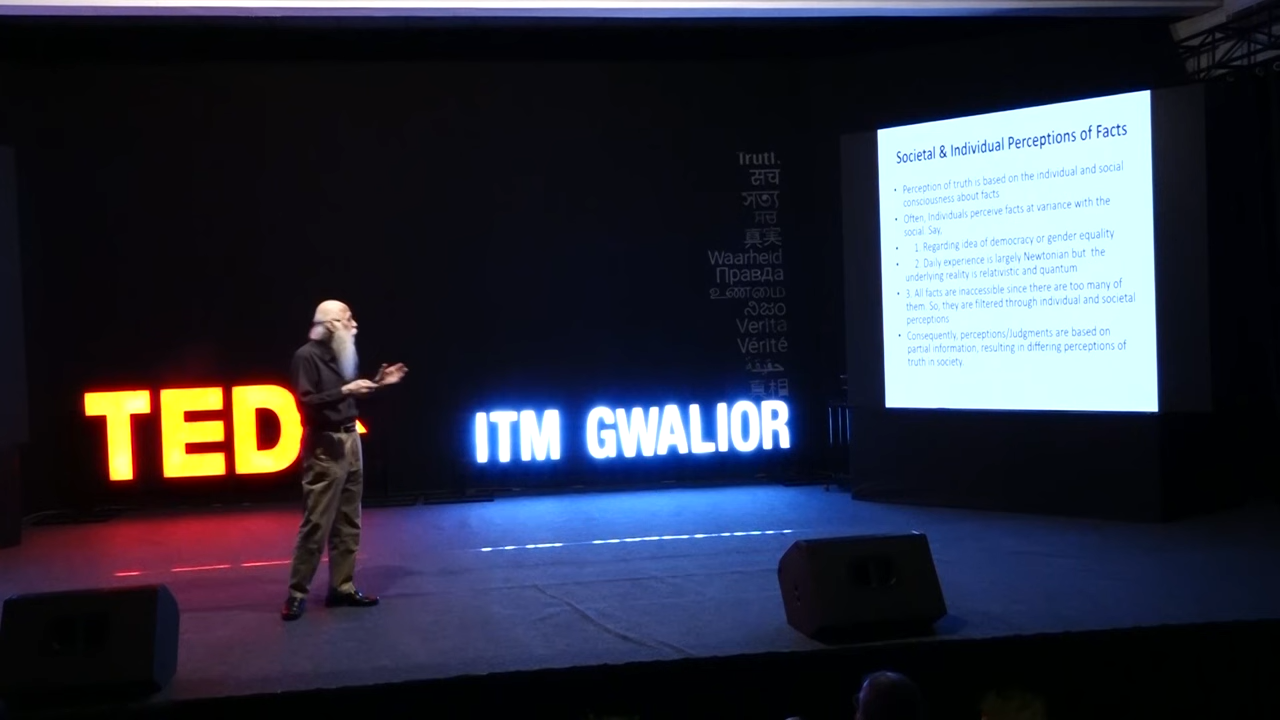 TED
ITM GWALIOR
सच
সত্য
ਸਚ
真実
Waarheid
Правда
உண்மை
ನಿಜ
Verita
Vérité
حقيقة
真相
Societal & Individual Perceptions of Facts
• Perception of truth is based on the individual and social
consciousness about facts
• Often, Individuals perceive facts at variance with the
social. Say,
• 1. Regarding idea of democracy or gender equality
• 2. Daily experience is largely Newtonian but the
underlying reality is relativistic and quantum
• 3. All facts are inaccessible since there are too many of
them. So, they are filtered through individual and societal
perceptions
• Consequently, perceptions/Judgments are based on
partial information, resulting in differing perceptions of
truth in society.